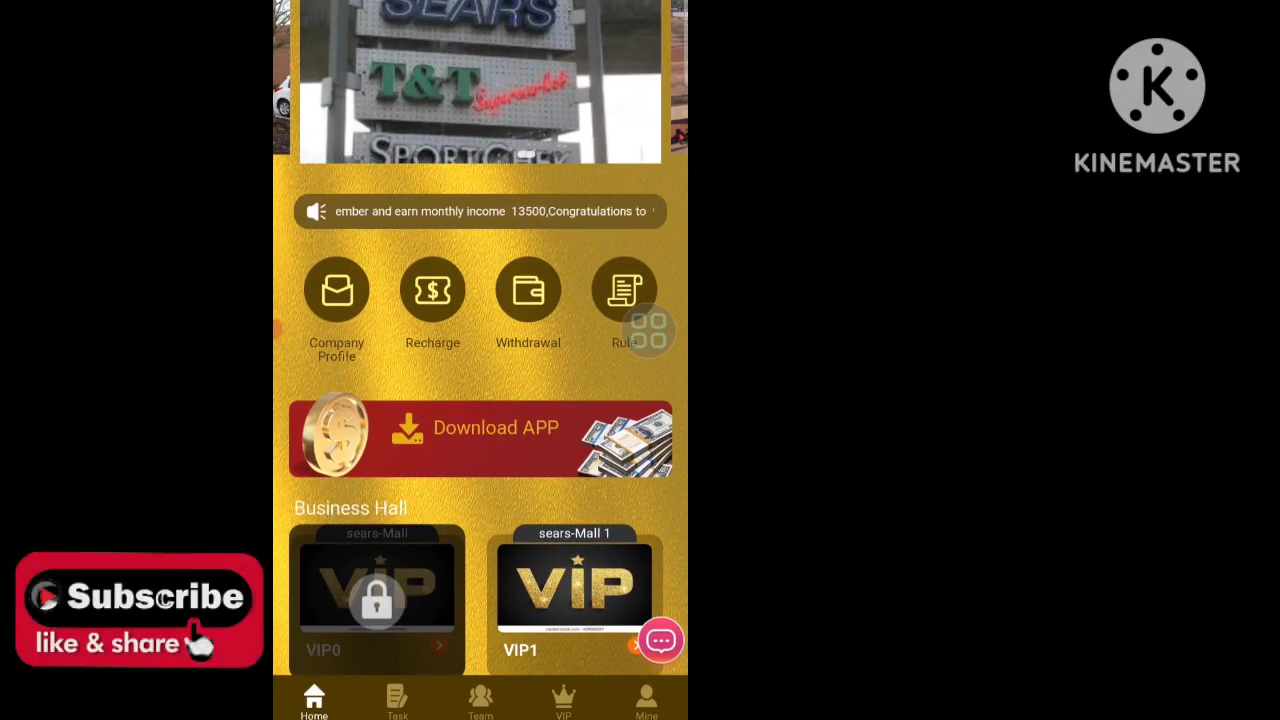 SEARS
T&T Supermarket
SPORTCHEK
ember and earn monthly income 13500,Congratulations to
Company Profile
Recharge
Withdrawal
Rule
Download APP
Business Hall
sears-Mall
sears-Mall 1
VIP
VIP
VIP0
VIP1
Home
Task
Team
VIP
Mine
Subscribe
like & share
K
KINEMASTER